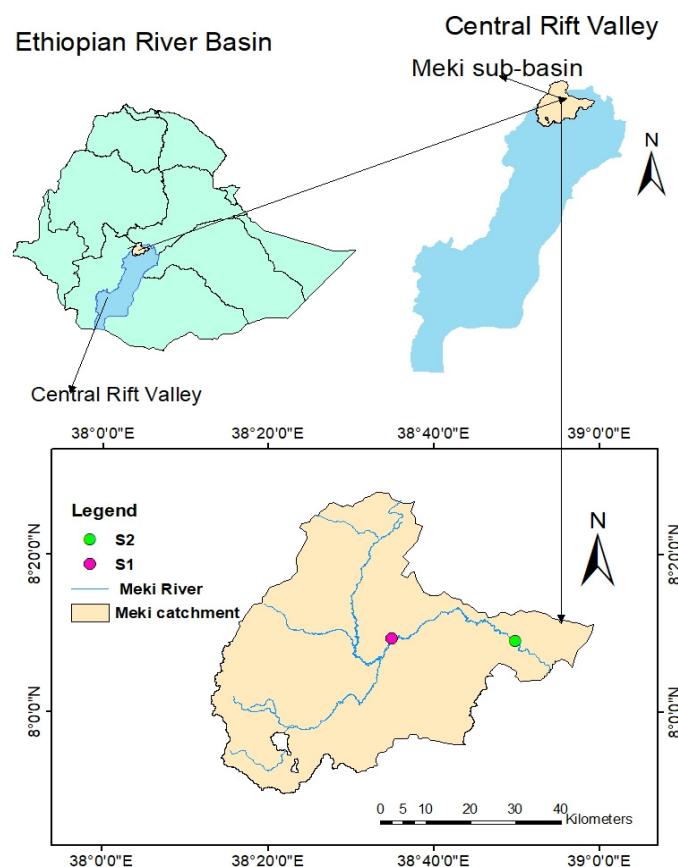 Ethiopian River Basin
Central Rift Valley
Meki sub-basin
N
Central Rift Valley
38°0'0"E 38°20'0"E 38°40'0"E 39°0'0"E
Legend
S2
S1
Meki River
Meki catchment
N
8°20'0"N 8°20'0"N
8°0'0"N 8°0'0"N
0 5 10 20 30 40
Kilometers
38°0'0"E 38°20'0"E 38°40'0"E 39°0'0"E